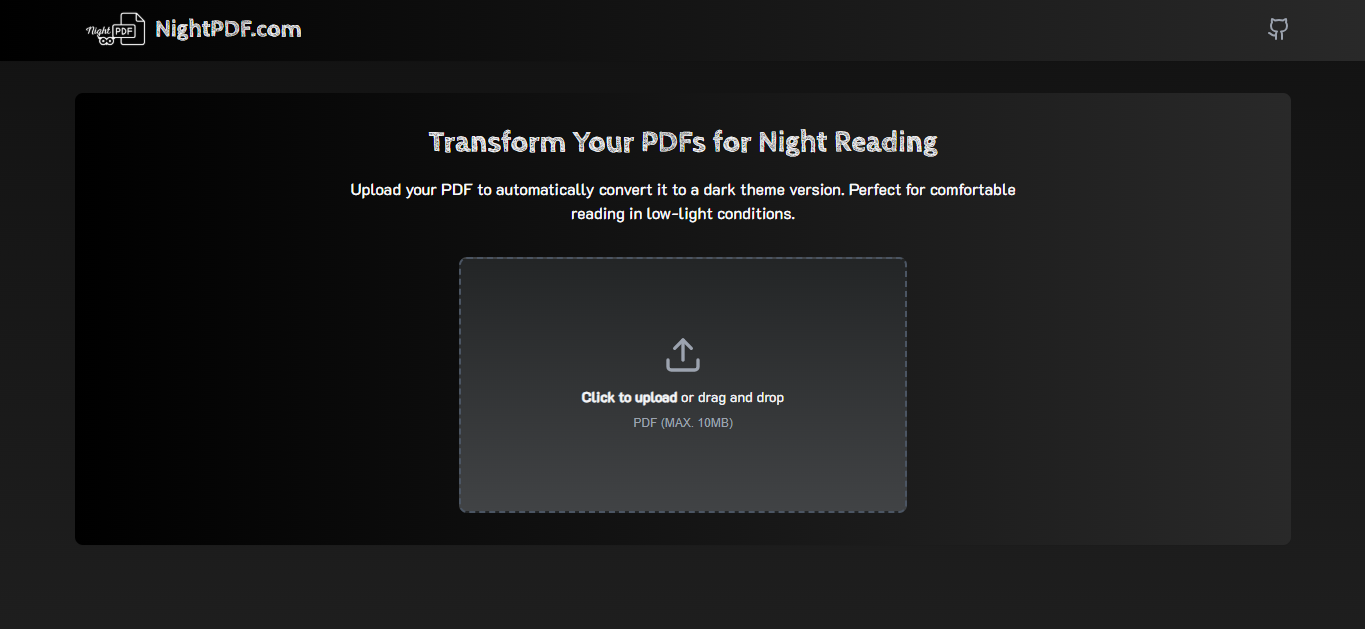 Night PDF NightPDF.com
Transform Your PDFs for Night Reading
Upload your PDF to automatically convert it to a dark theme version. Perfect for comfortable
reading in low-light conditions.
Click to upload or drag and drop
PDF (MAX. 10MB)